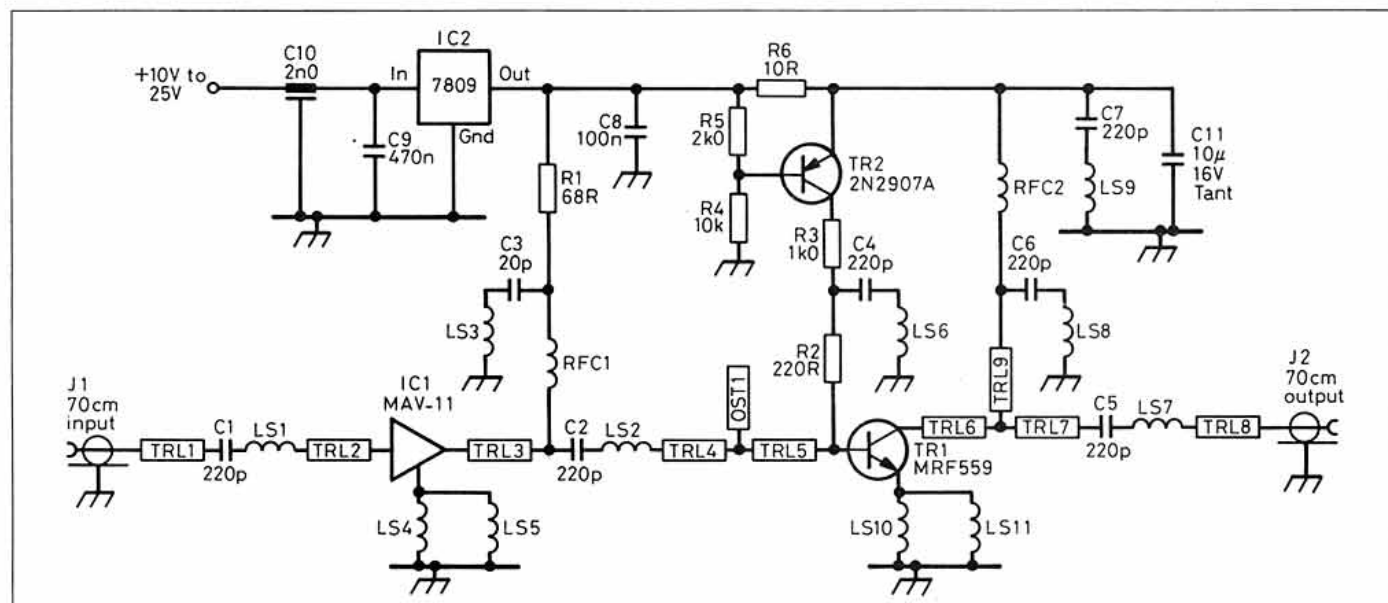 +10V to
25V
C10
2n0
In
IC2
7809
Out
Gnd
C9
470n
C8
100n
R1
68R
R5
2k0
R6
10R
TR2
2N2907A
R4
10k
R3
1k0
C4
220p
LS6
R2
220R
RFC2
C7
220p
LS9
C11
10μ
16V
Tant
C6
220p
LS8
C3
20p
LS3
RFC1
J1
70cm
input
TRL1
C1
220p
LS1
TRL2
IC1
MAV-11
TRL3
C2
220p
LS2
TRL4
OST1
TRL5
TR1
MRF559
TRL6
TRL9
TRL7
C5
220p
LS7
TRL8
J2
70cm
output
LS4
LS5
LS10
LS11